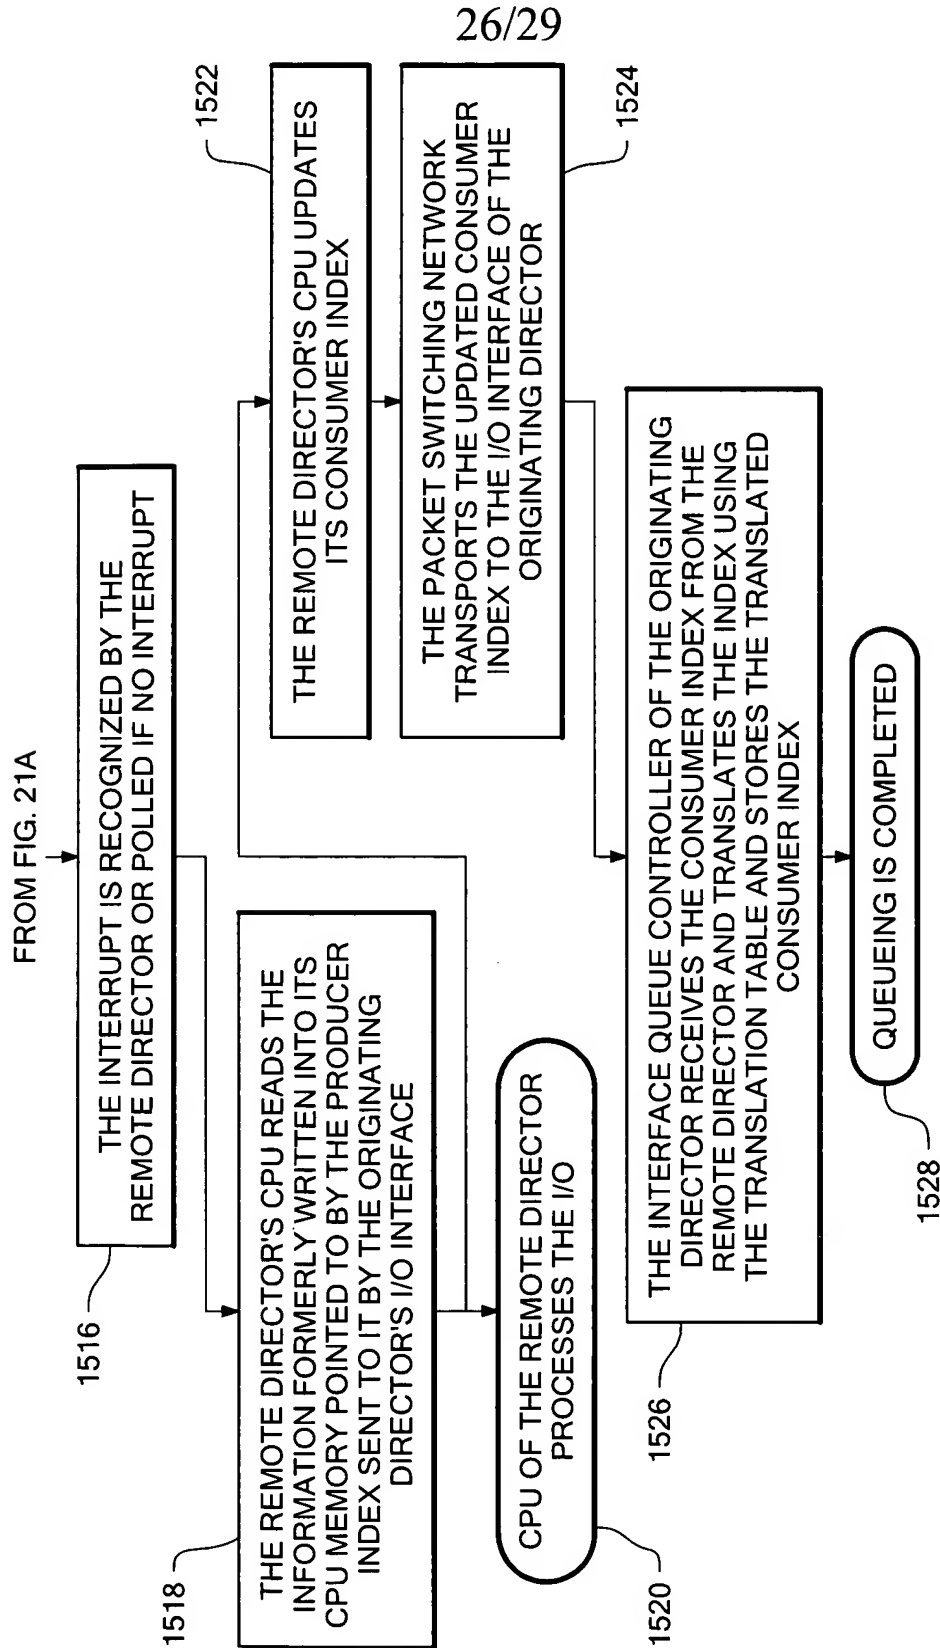 26/29
FROM FIG. 21A
THE INTERRUPT IS RECOGNIZED BY THE
REMOTE DIRECTOR OR POLLED IF NO INTERRUPT
1516
THE REMOTE DIRECTOR'S CPU READS THE
INFORMATION FORMERLY WRITTEN INTO ITS
CPU MEMORY POINTED TO BY THE PRODUCER
INDEX SENT TO IT BY THE ORIGINATING
DIRECTOR'S I/O INTERFACE
1518
CPU OF THE REMOTE DIRECTOR
PROCESSES THE I/O
1520
THE REMOTE DIRECTOR'S CPU UPDATES
ITS CONSUMER INDEX
1522
THE PACKET SWITCHING NETWORK
TRANSPORTS THE UPDATED CONSUMER
INDEX TO THE I/O INTERFACE OF THE
ORIGINATING DIRECTOR
1524
THE INTERFACE QUEUE CONTROLLER OF THE ORIGINATING
DIRECTOR RECEIVES THE CONSUMER INDEX FROM THE
REMOTE DIRECTOR AND TRANSLATES THE INDEX USING
THE TRANSLATION TABLE AND STORES THE TRANSLATED
CONSUMER INDEX
1526
QUEUEING IS COMPLETED
1528